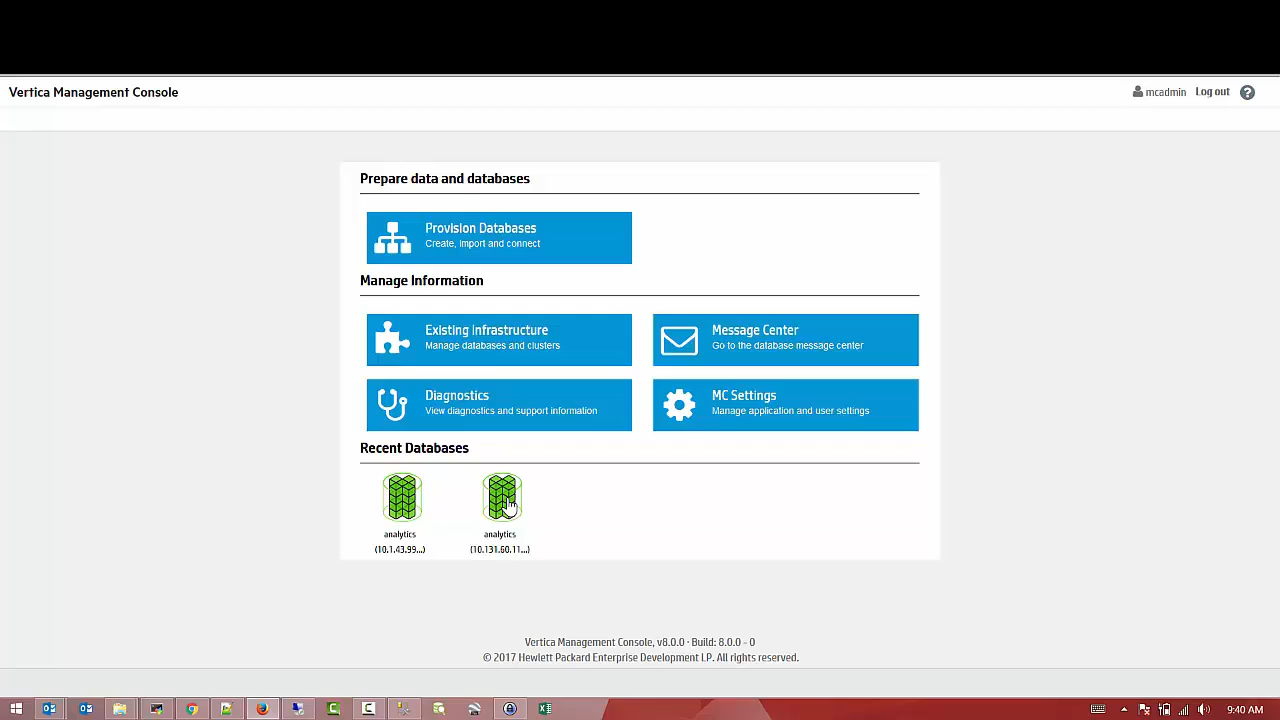 Vertica Management Console
mcadmin Log out ?
Prepare data and databases
Provision Databases
Create, import and connect
Manage Information
Existing Infrastructure
Manage databases and clusters
Message Center
Go to the database message center
Diagnostics
View diagnostics and support information
MC Settings
Manage application and user settings
Recent Databases
analytics
(10.1.43.99...)
analytics
(10.131.60.11...)
Vertica Management Console, v8.0.0 - Build: 8.0.0 - 0
© 2017 Hewlett Packard Enterprise Development LP. All rights reserved.
9:40 AM